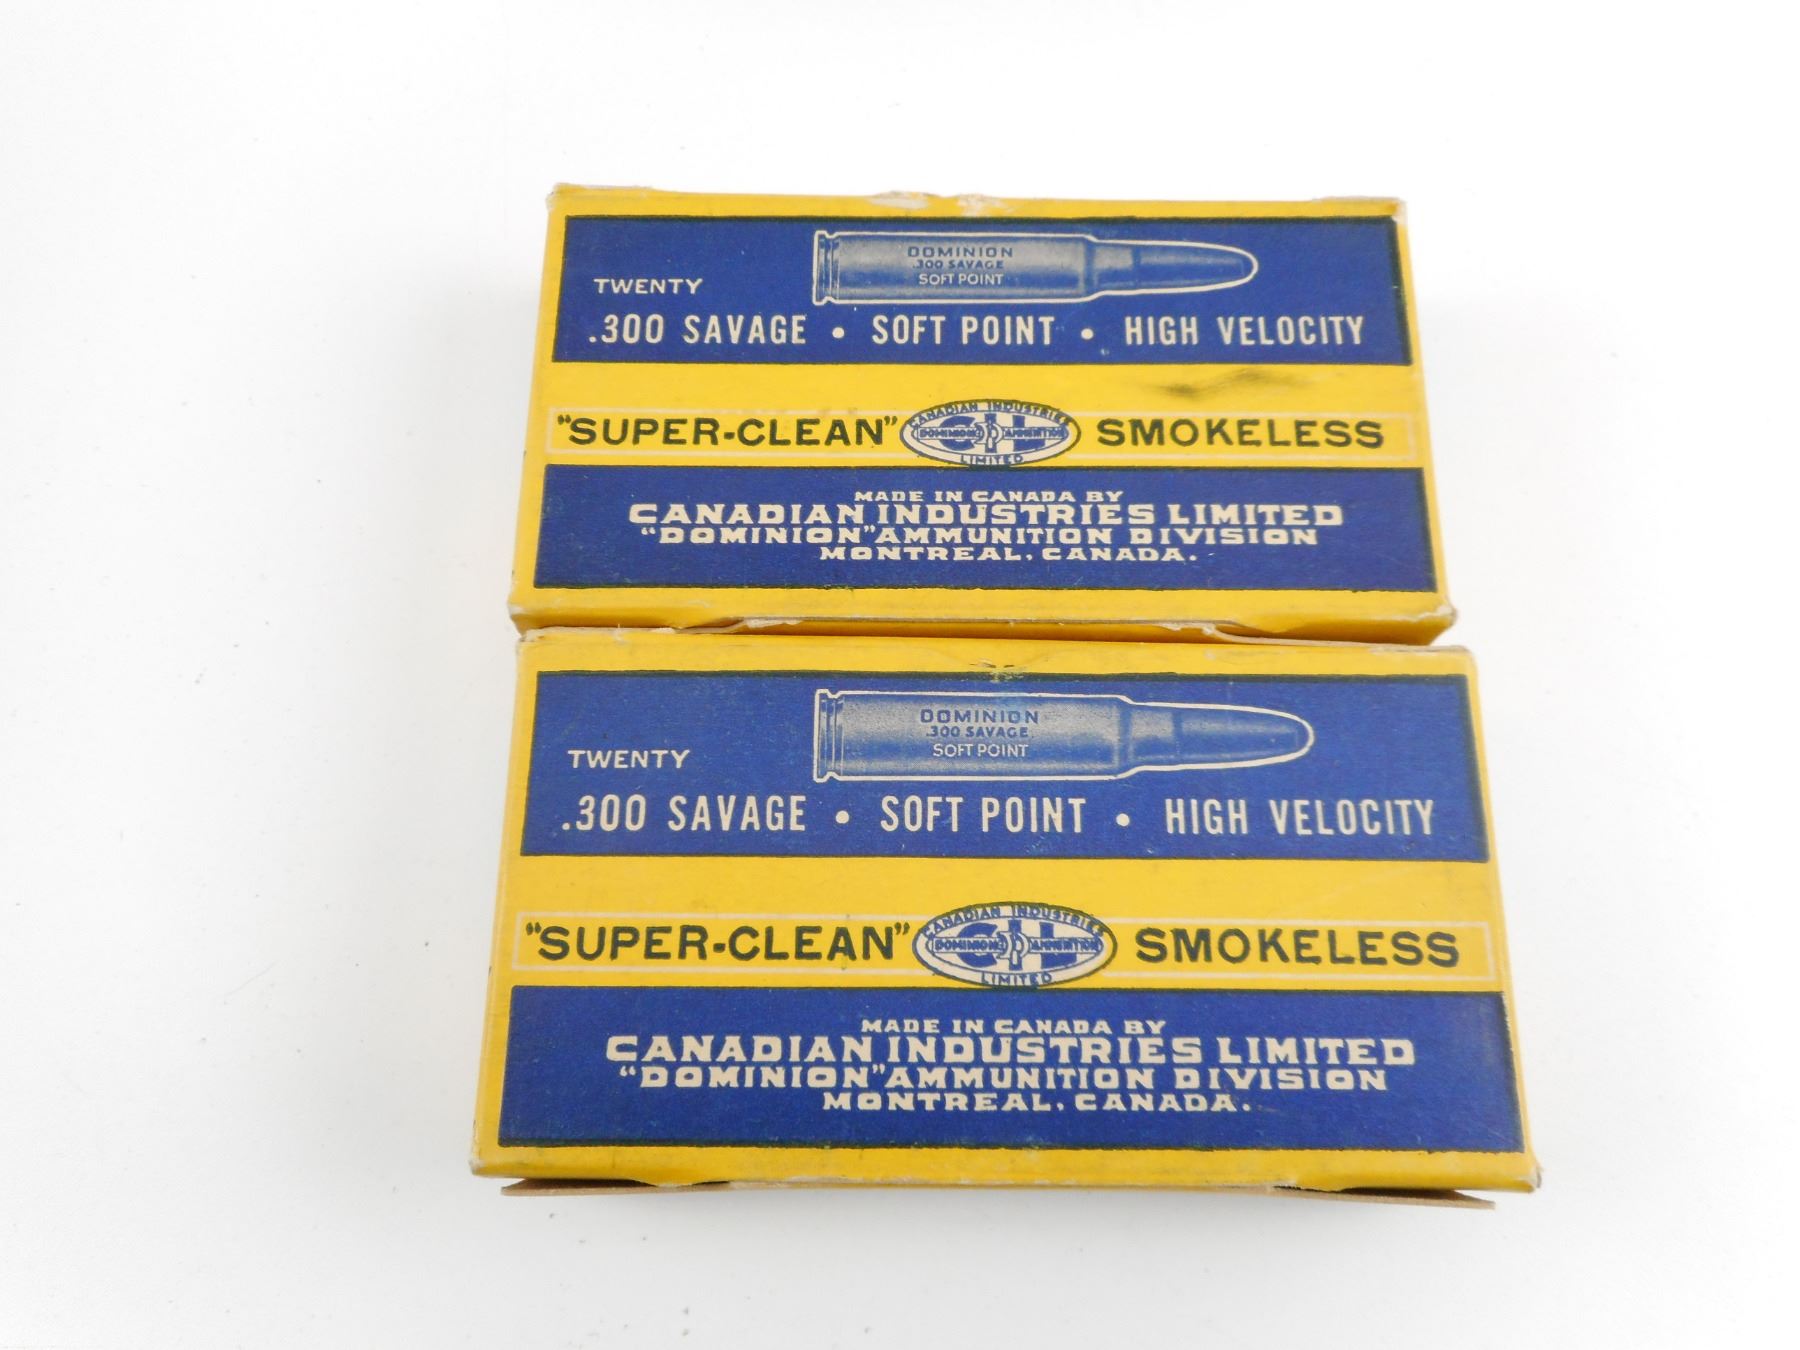 DOMINION
.300 SAVAGE
SOFT POINT
TWENTY
.300 SAVAGE • SOFT POINT • HIGH VELOCITY
"SUPER-CLEAN" CANADIAN INDUSTRIES SMOKELESS
CIL
DOMINION AMMUNITION
LIMITED
MADE IN CANADA BY
CANADIAN INDUSTRIES LIMITED
"DOMINION" AMMUNITION DIVISION
MONTREAL, CANADA.
DOMINION
.300 SAVAGE
SOFT POINT
TWENTY
.300 SAVAGE • SOFT POINT • HIGH VELOCITY
"SUPER-CLEAN" CANADIAN INDUSTRIES SMOKELESS
CIL
DOMINION AMMUNITION
LIMITED
MADE IN CANADA BY
CANADIAN INDUSTRIES LIMITED
"DOMINION" AMMUNITION DIVISION
MONTREAL, CANADA.